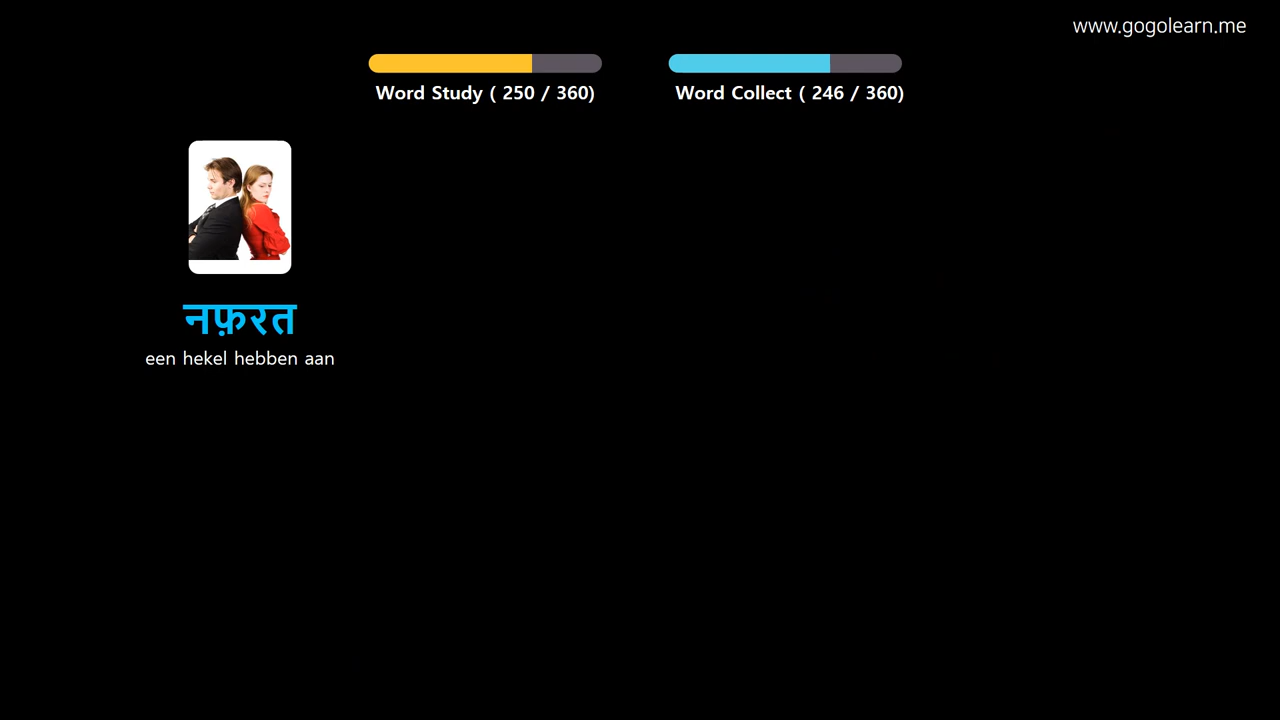 www.gogolearn.me
Word Study ( 250 / 360)
Word Collect ( 246 / 360)
नफ़रत
een hekel hebben aan